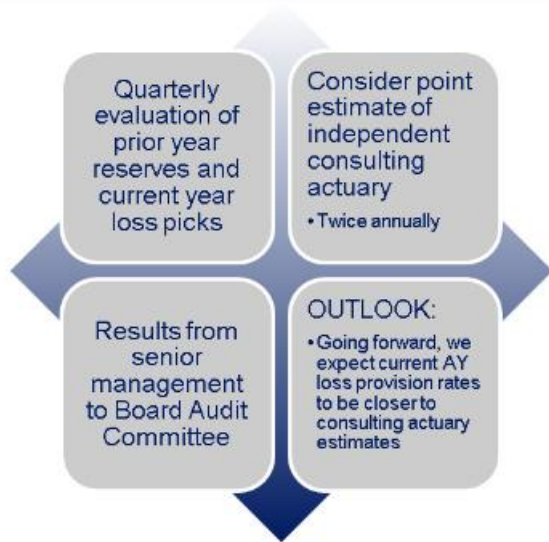 Quarterly
evaluation of
prior year
reserves and
current year
loss picks
Consider point
estimate of
independent
consulting
actuary
• Twice annually
Results from
senior
management
to Board Audit
Committee
OUTLOOK:
• Going forward, we
expect current AY
loss provision rates
to be closer to
consulting actuary
estimates